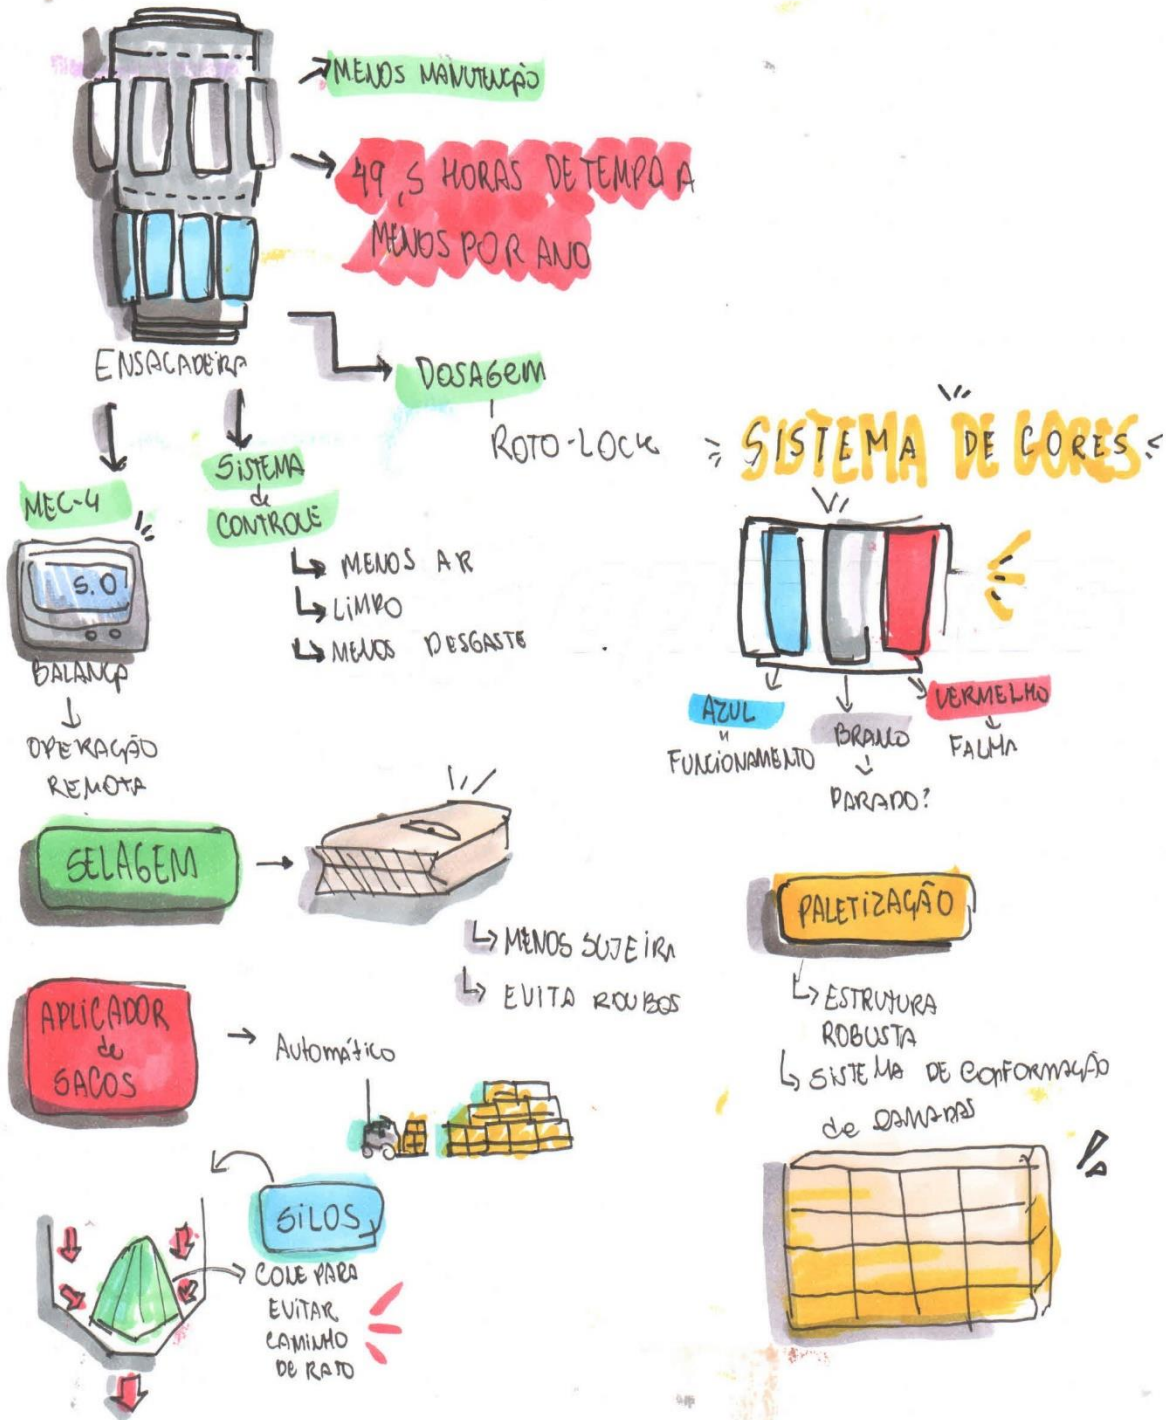 MENOS MANUTENÇÃO
49,5 HORAS DE TEMPO A
MENOS POR ANO
ENSACADEIRA
DOSAGEM
ROTO-LOCK
MEC-4
S.O
BALANÇA
OPERAÇÃO
REMOTA
SISTEMA
de
CONTROLE
MENOS AR
LIMPO
MENOS DESGASTE
SISTEMA DE CORES
AZUL
"
FUNCIONAMENTO
BRANCO
PARADO?
VERMELHO
FALHA
SELAGEM
MENOS SUJEIRA
EVITA ROUBOS
APLICADOR
de
SACOS
Automático
SILOS
CONE PARA
EVITAR
CAMINHO
DE RATO
PALETIZAÇÃO
ESTRUTURA
ROBUSTA
SISTEMA DE CONFORMAÇÃO
de CAMADAS